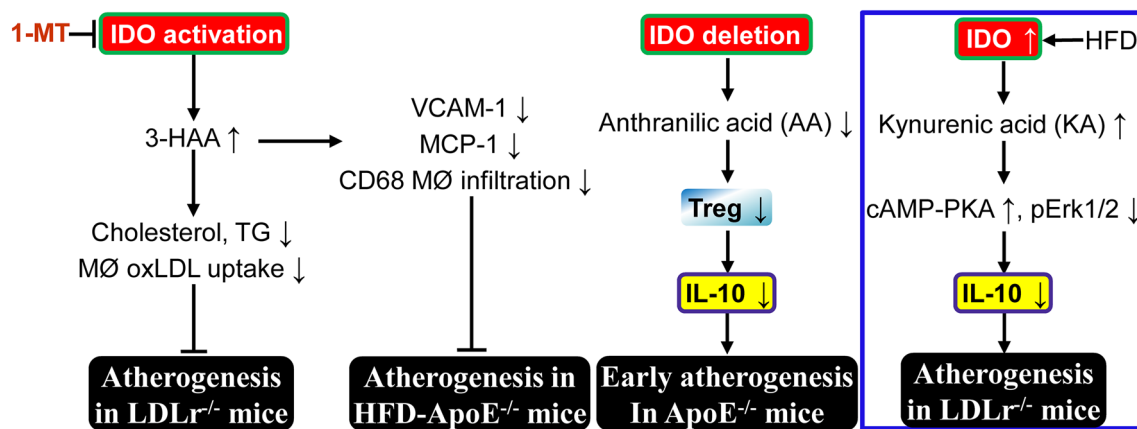 1-MT
IDO activation
3-HAA ↑
Cholesterol, TG ↓
MØ oxLDL uptake ↓
Atherogenesis
in LDLr-/- mice
VCAM-1 ↓
MCP-1 ↓
CD68 MØ infiltration ↓
Atherogenesis in
HFD-ApoE-/- mice
IDO deletion
Anthranilic acid (AA) ↓
Treg ↓
IL-10 ↓
Early atherogenesis
In ApoE-/- mice
IDO ↑
HFD
Kynurenic acid (KA) ↑
cAMP-PKA ↑, pErk1/2 ↓
IL-10 ↓
Atherogenesis
in LDLr-/- mice